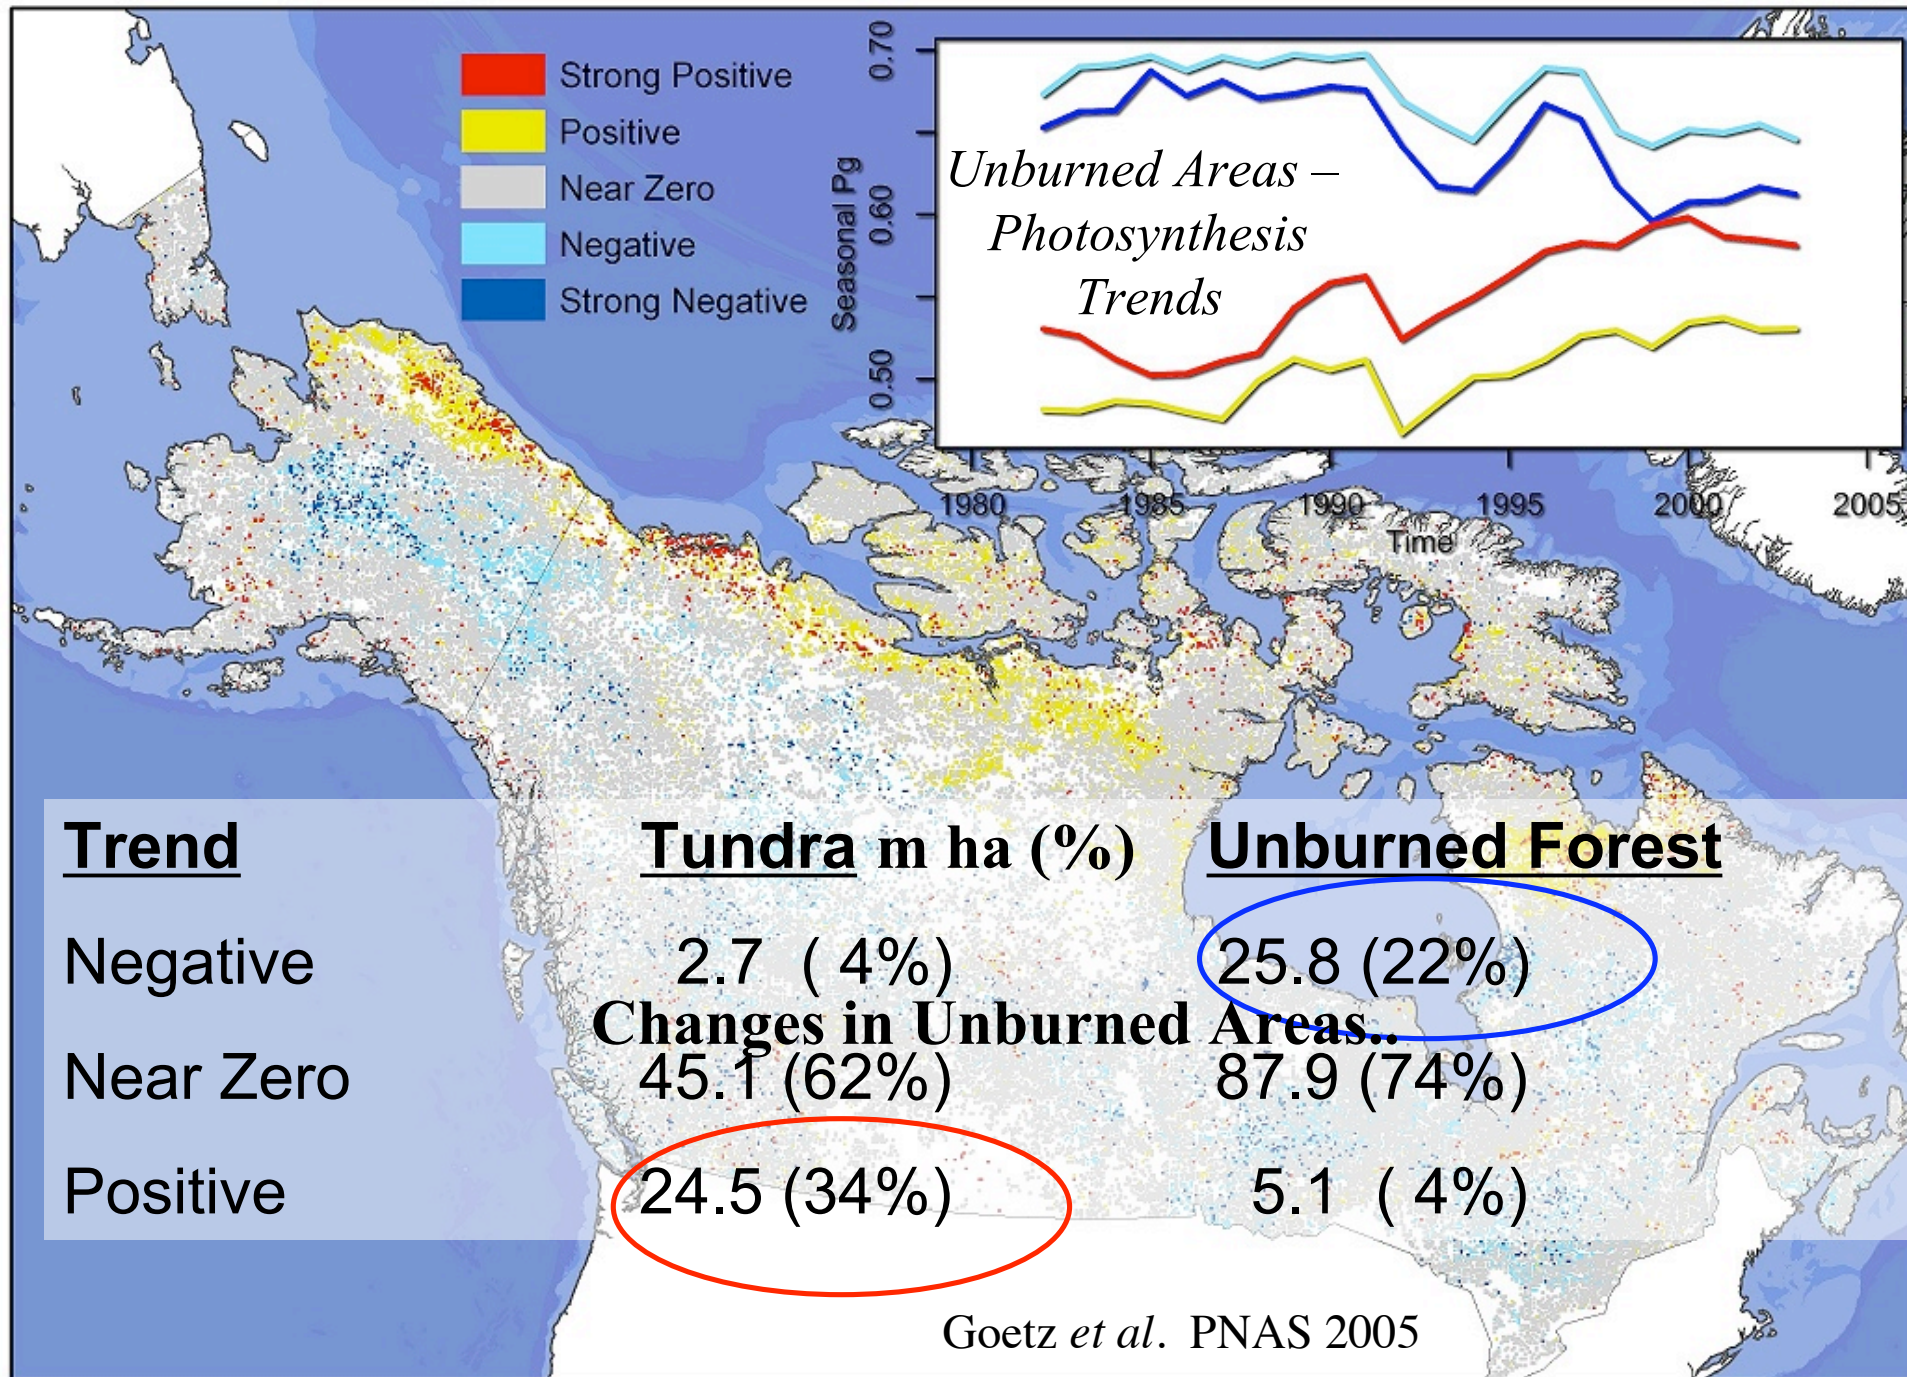 Strong Positive
Positive
Near Zero
Negative
Strong Negative
Seasonal Pg
0.70
0.60
0.50
Unburned Areas –
Photosynthesis
Trends
1980 1985 1990 1995 2000 2005
Time
Trend Tundra m ha (%) Unburned Forest
Negative 2.7 ( 4%) 25.8 (22%)
Changes in Unburned Areas..
Near Zero 45.1 (62%) 87.9 (74%)
Positive 24.5 (34%) 5.1 ( 4%)
Goetz et al. PNAS 2005